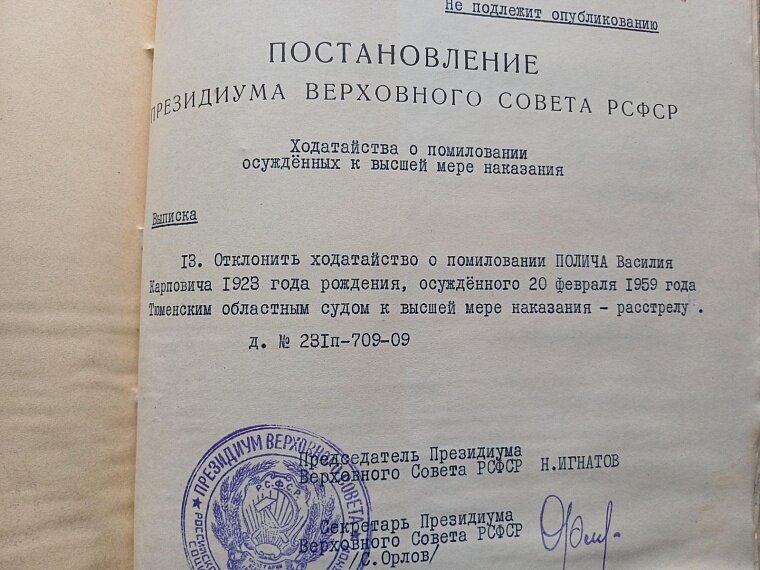 Не подлежит опубликованию
ПОСТАНОВЛЕНИЕ
ПРЕЗИДИУМА ВЕРХОВНОГО СОВЕТА РСФСР
Ходатайства о помиловании
осуждённых к высшей мере наказания
Выписка
13. Отклонить ходатайство о помиловании ПОЛИЧА Василия
Карповича 1923 года рождения, осуждённого 20 февраля 1959 года
Тюменским областным судом к высшей мере наказания - расстрелу.
д. № 231п-709-09
Председатель Президиума
Верховного Совета РСФСР Н.ИГНАТОВ
Секретарь Президиума
Верховного Совета РСФСР
/С.Орлов/
ПРЕЗИДИУМ ВЕРХОВНОГО СОВЕТА
РСФСР